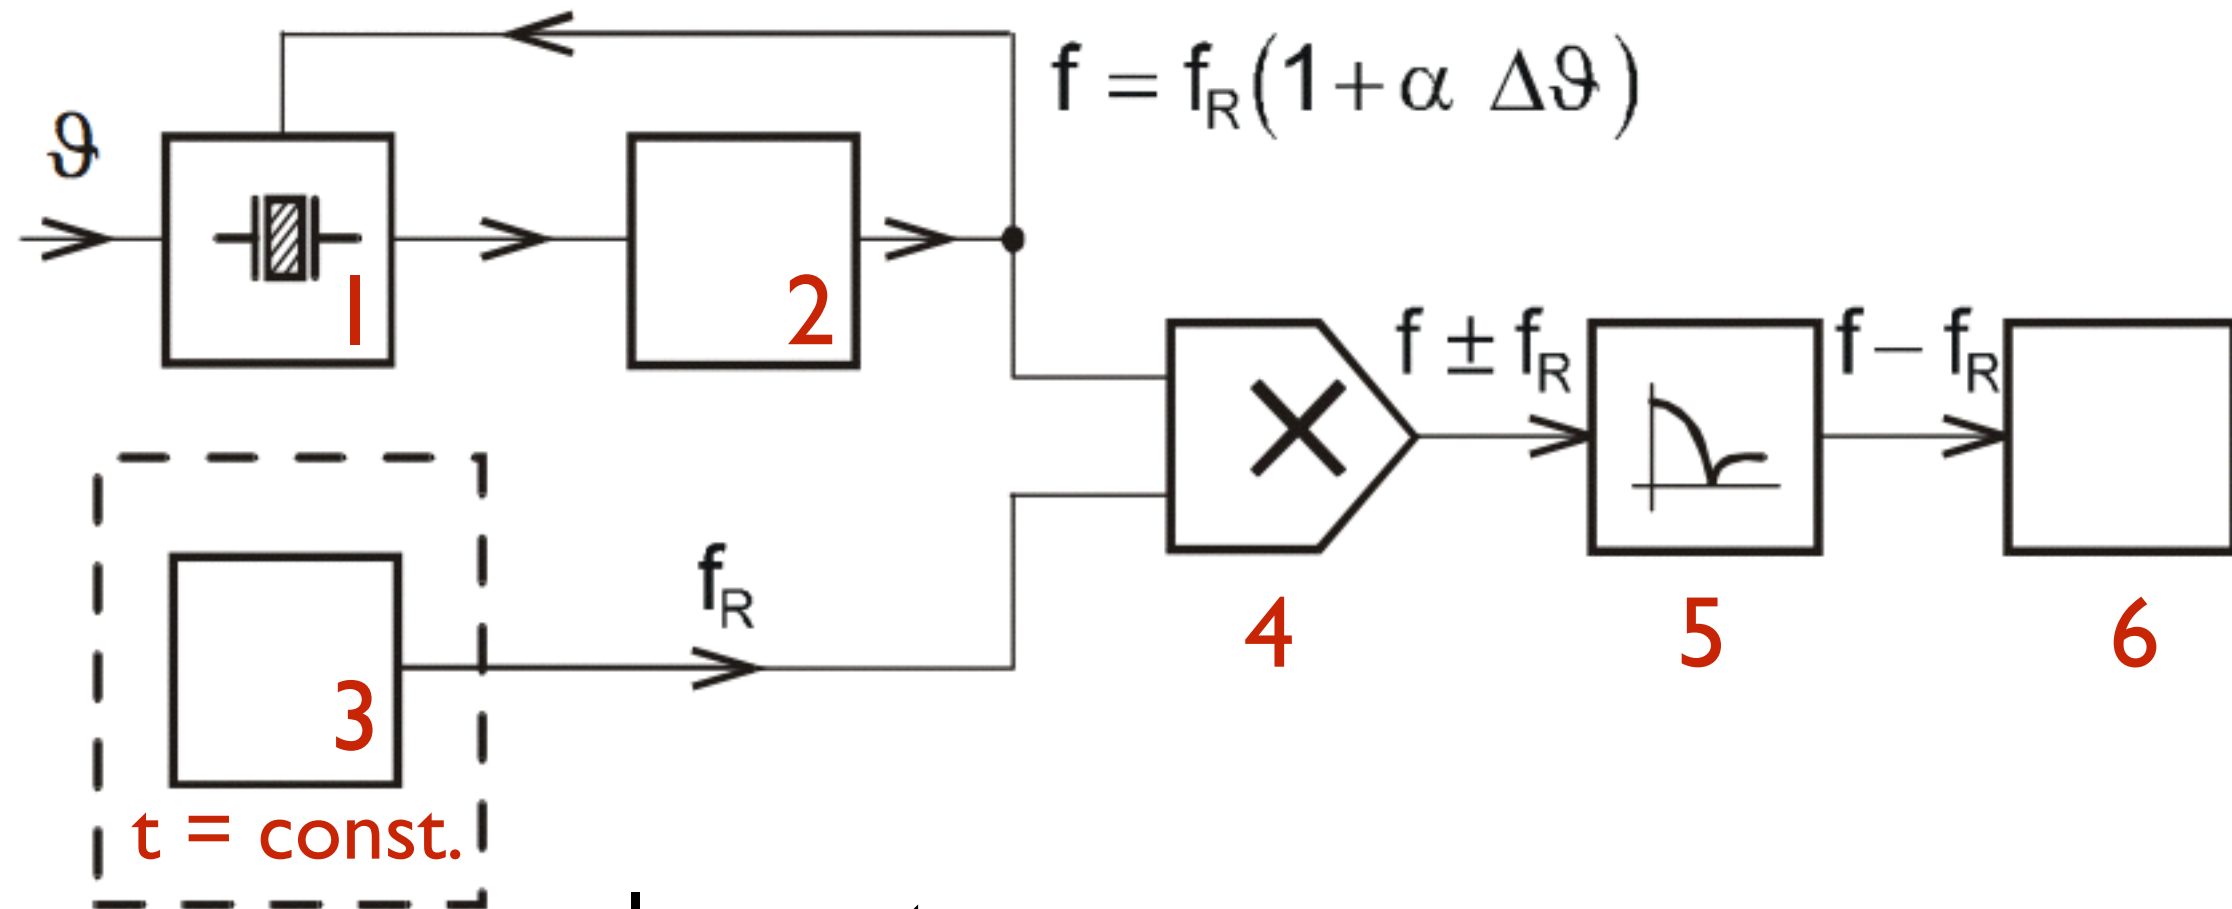 f = f_R(1+α Δϑ)
ϑ
1
2
f ± f_R
f − f_R
f_R
4
5
6
3
t = const.